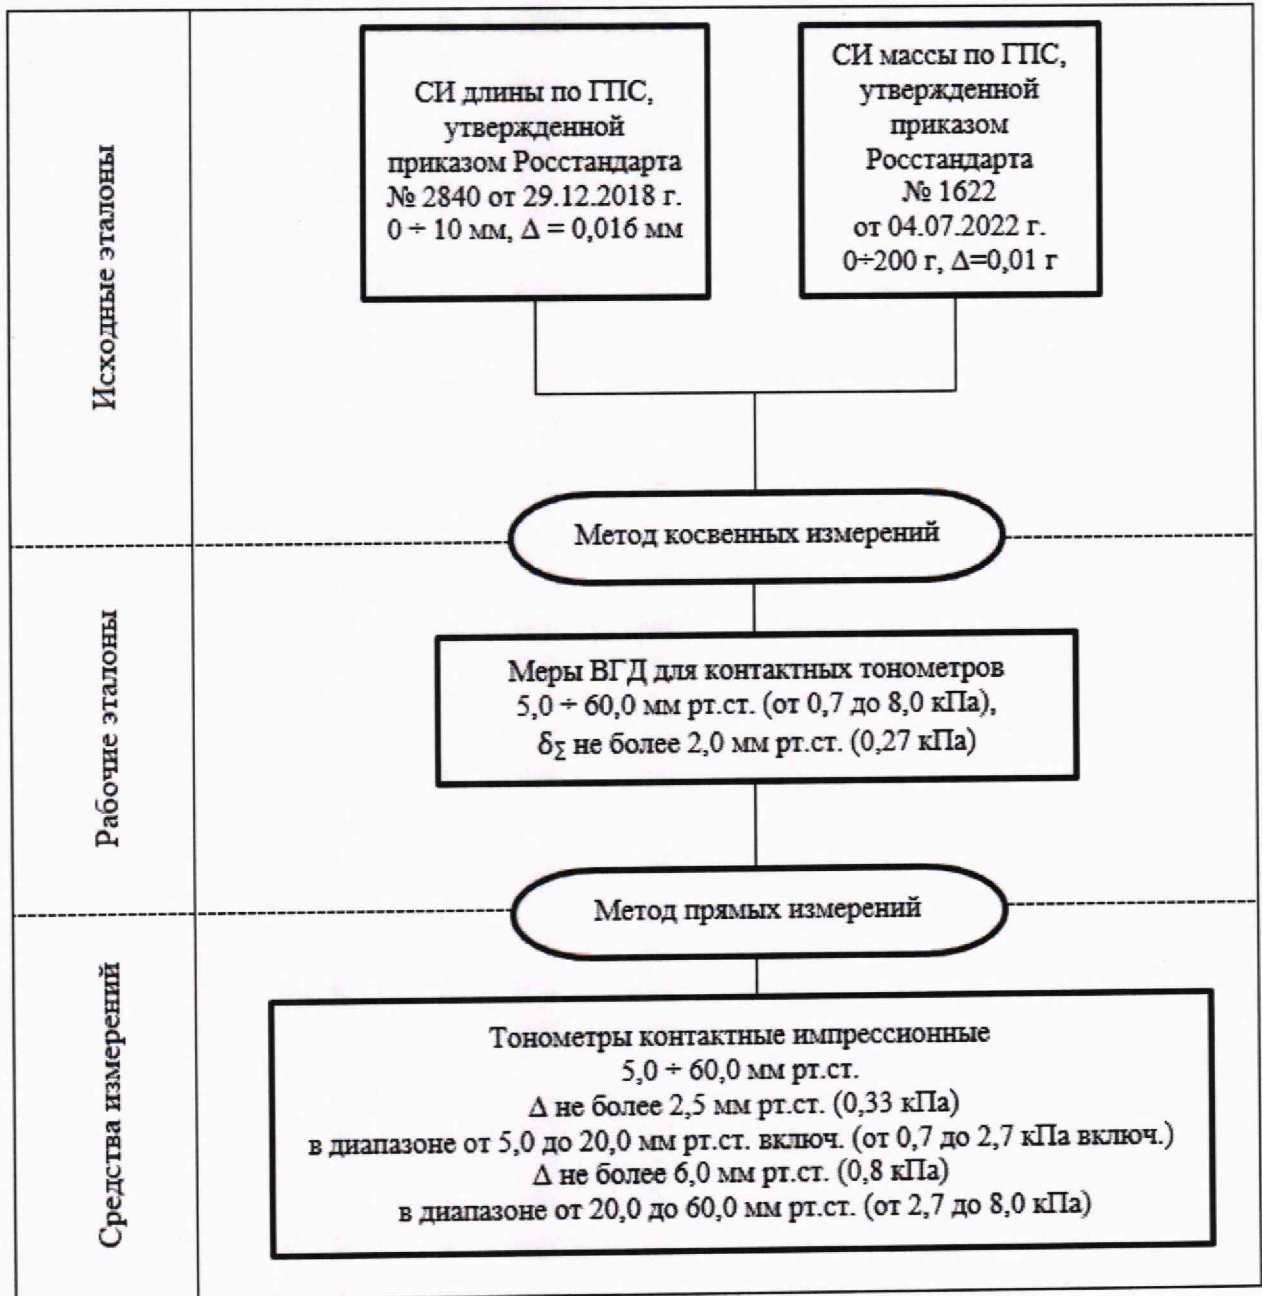 Исходные эталоны
СИ длины по ГПС,
утвержденной
приказом Росстандарта
№ 2840 от 29.12.2018 г.
0 ÷ 10 мм, Δ = 0,016 мм
СИ массы по ГПС,
утвержденной
приказом
Росстандарта
№ 1622
от 04.07.2022 г.
0÷200 г, Δ=0,01 г
Метод косвенных измерений
Рабочие эталоны
Меры ВГД для контактных тонометров
5,0 ÷ 60,0 мм рт.ст. (от 0,7 до 8,0 кПа),
δΣ не более 2,0 мм рт.ст. (0,27 кПа)
Метод прямых измерений
Средства измерений
Тонометры контактные импрессионные
5,0 ÷ 60,0 мм рт.ст.
Δ не более 2,5 мм рт.ст. (0,33 кПа)
в диапазоне от 5,0 до 20,0 мм рт.ст. включ. (от 0,7 до 2,7 кПа включ.)
Δ не более 6,0 мм рт.ст. (0,8 кПа)
в диапазоне от 20,0 до 60,0 мм рт.ст. (от 2,7 до 8,0 кПа)